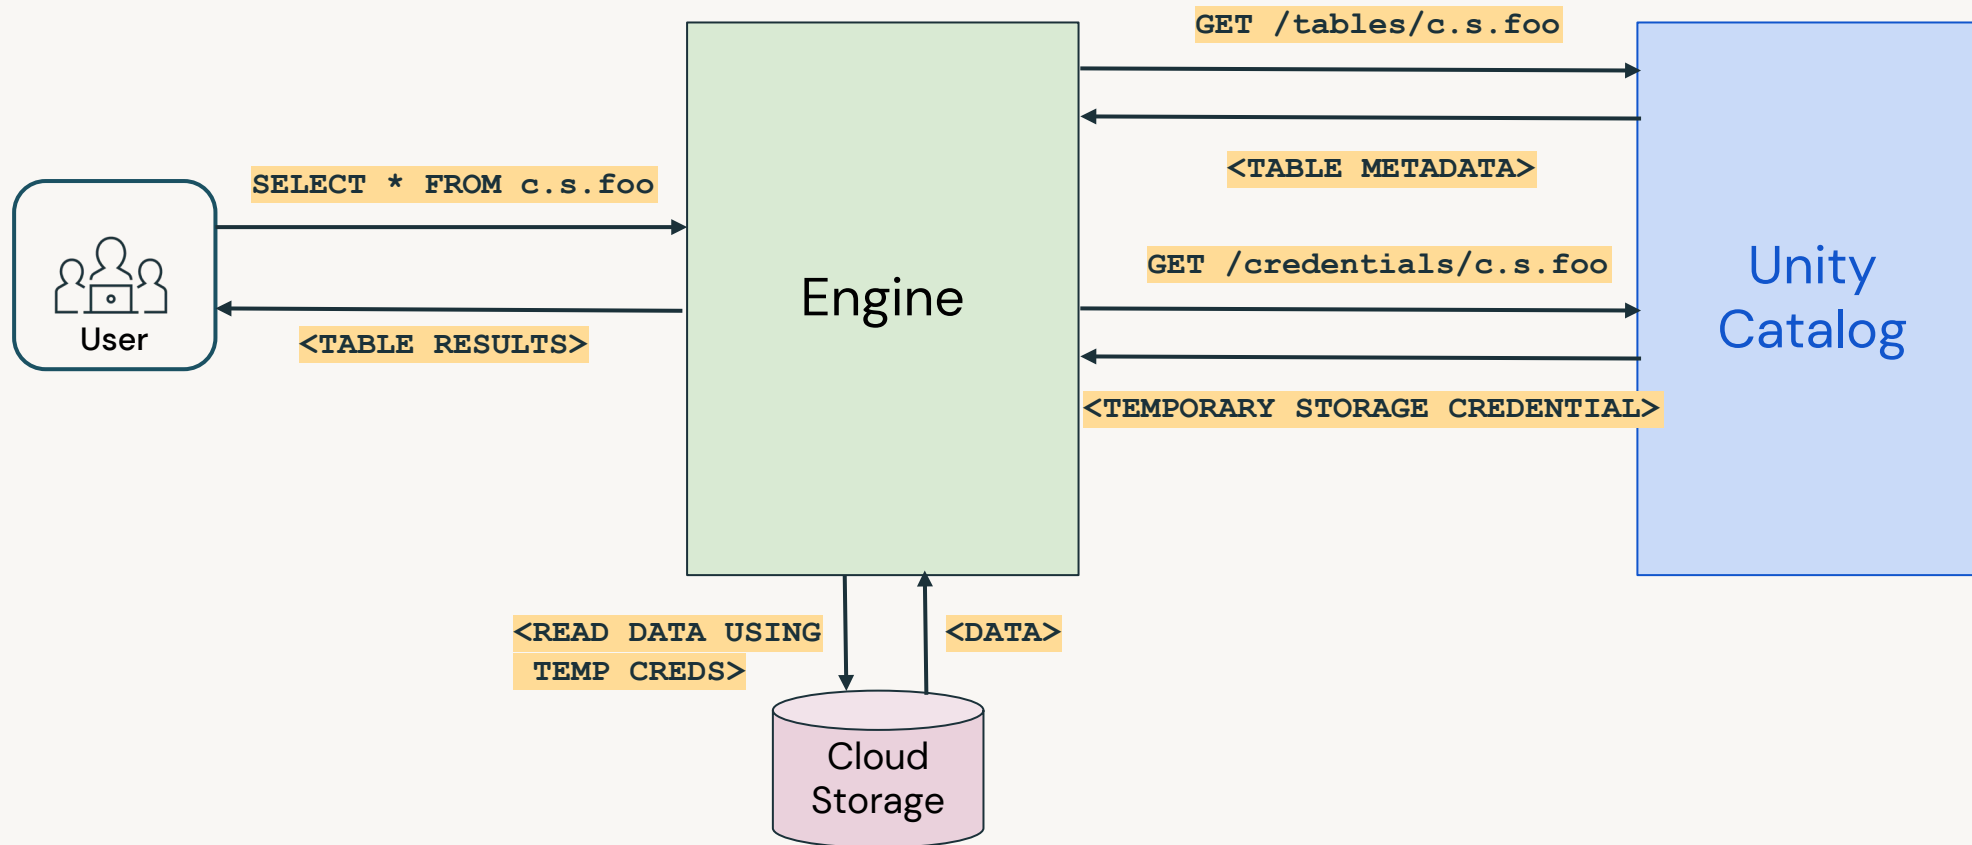 GET /tables/c.s.foo
<TABLE METADATA>
SELECT * FROM c.s.foo
User
<TABLE RESULTS>
Engine
GET /credentials/c.s.foo
<TEMPORARY STORAGE CREDENTIAL>
Unity
Catalog
<READ DATA USING
TEMP CREDS>
<DATA>
Cloud
Storage